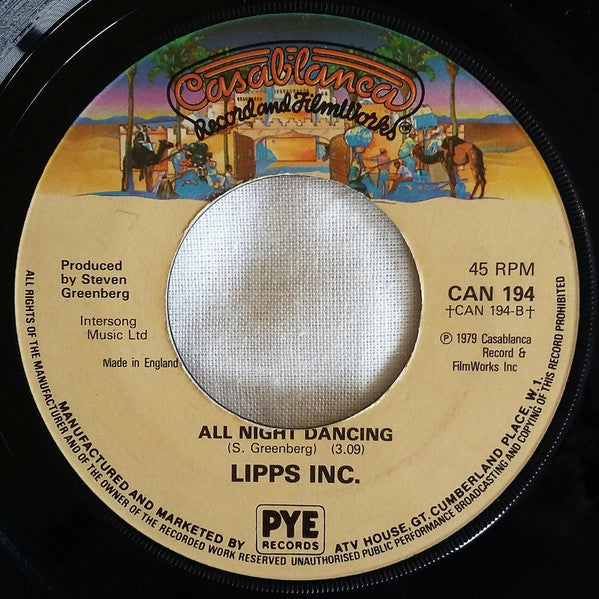 Casablanca
Record and FilmWorks
Produced
by Steven
Greenberg
Intersong
Music Ltd
Made in England
45 RPM
CAN 194
†CAN 194-B†
Ⓟ 1979 Casablanca
Record &
FilmWorks Inc
ALL NIGHT DANCING
(S. Greenberg) (3.09)
LIPPS INC.
MANUFACTURED AND MARKETED BY PYE RECORDS ATV HOUSE, GT. CUMBERLAND PLACE, W.1.
ALL RIGHTS OF THE MANUFACTURER AND OF THE OWNER OF THE RECORDED WORK RESERVED UNAUTHORISED PUBLIC PERFORMANCE BROADCASTING AND COPYING OF THIS RECORD PROHIBITED